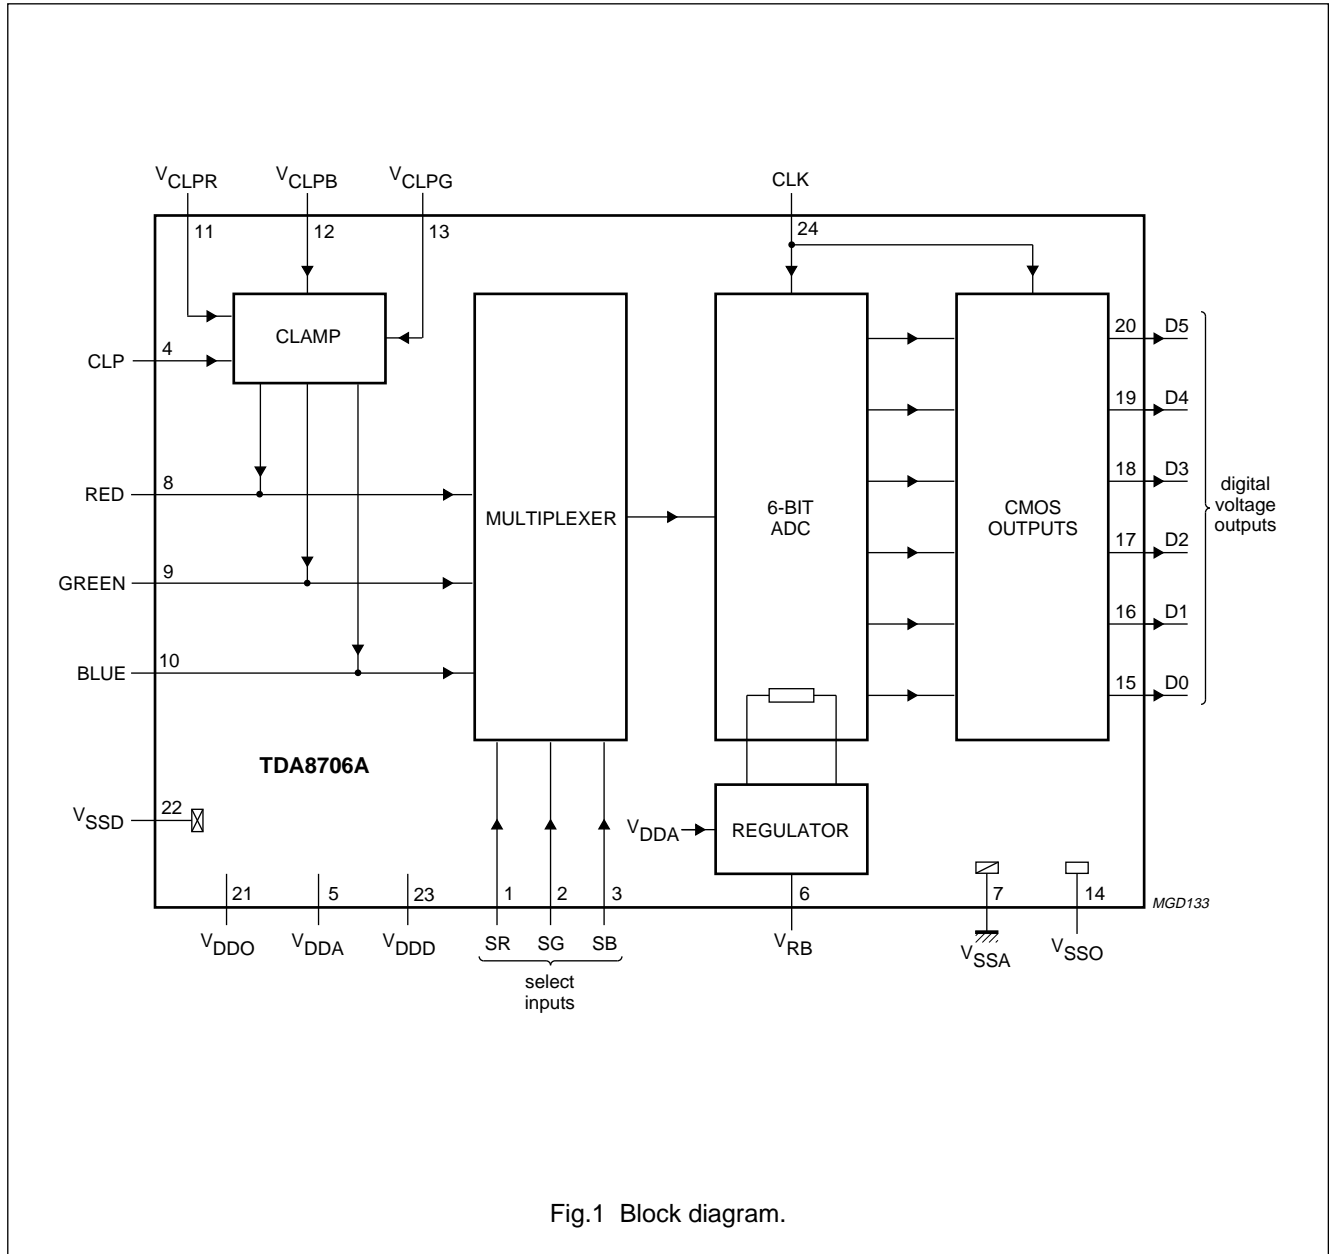 VCLPR VCLPB VCLPG CLK
11 12 13 24
CLAMP
CLP 4
20 D5
19 D4
RED 8
18 D3
MULTIPLEXER
6-BIT
ADC
CMOS
OUTPUTS
digital
voltage
outputs
17 D2
GREEN 9
16 D1
BLUE 10
15 D0
TDA8706A
VSSD 22
VDDA REGULATOR
21 5 23 1 2 3 6 7 14
MGD133
VDDO VDDA VDDD SR SG SB VRB VSSA VSSO
select
inputs
Fig.1 Block diagram.